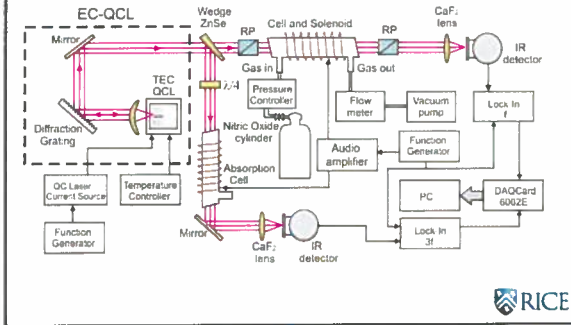 EC-QCL
Wedge
ZnSe
RP
Cell and Solenoid
RP
CaF₂
lens
IR
detector
Mirror
TEC
QCL
Diffraction
Grating
λ/4
Gas in
Gas out
Pressure
Controller
Flow
meter
Vacuum
pump
Lock In
f
Nitric Oxide
cylinder
Audio
amplifier
Function
Generator
Absorption
Cell
QC Laser
Current Source
Temperature
Controller
PC
DAQCard
6002E
Function
Generator
Mirror
CaF₂
lens
IR
detector
Lock In
3f
RICE